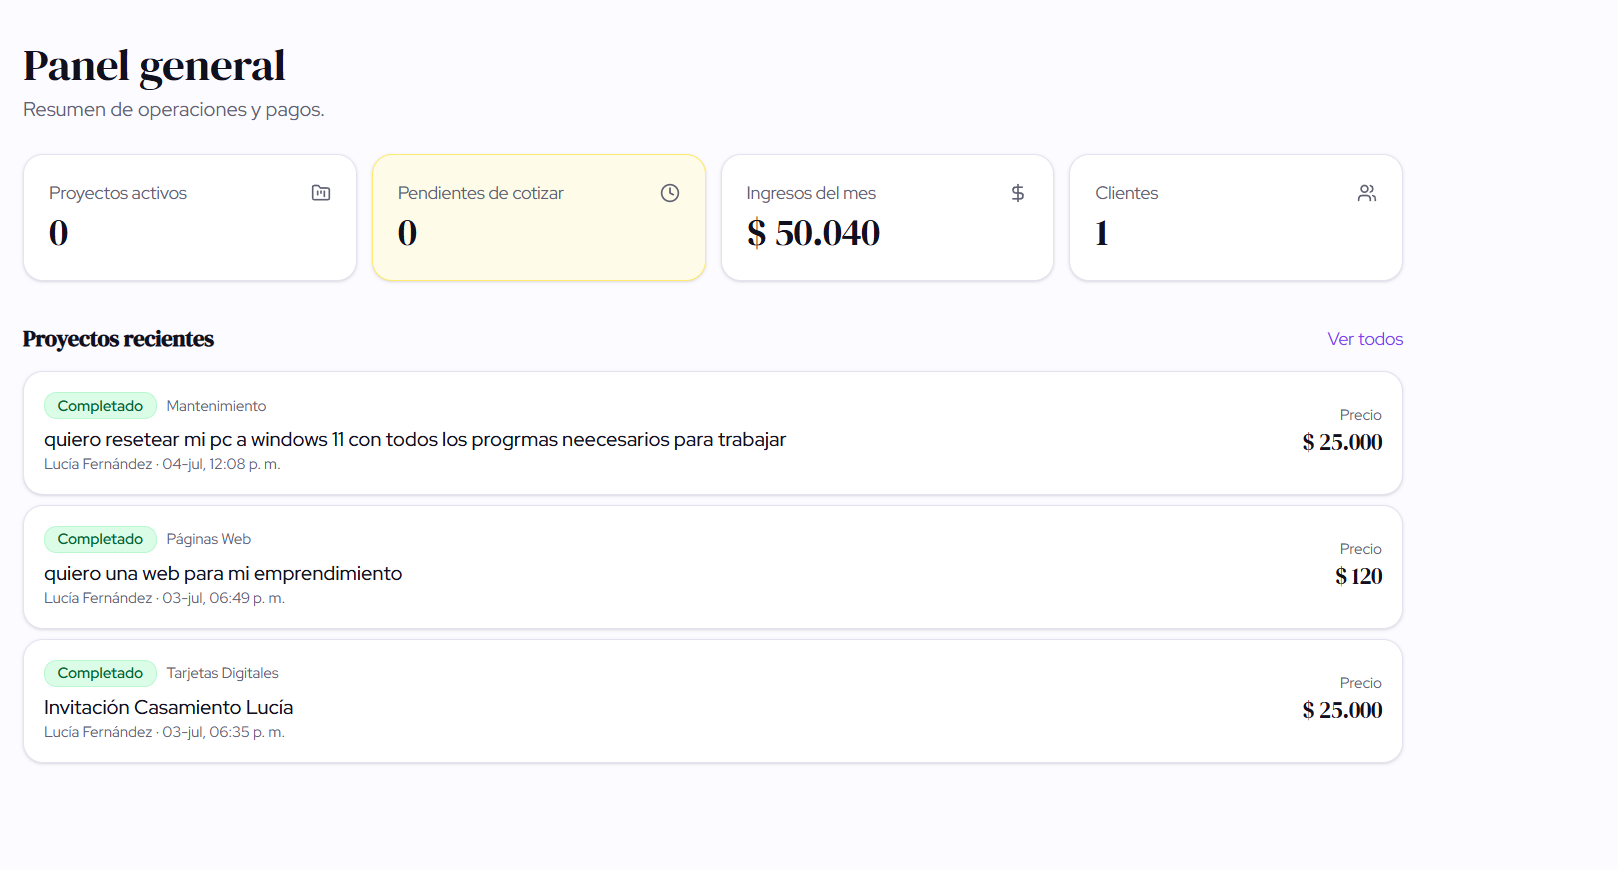 Panel general
Resumen de operaciones y pagos.
Proyectos activos
0
Pendientes de cotizar
0
Ingresos del mes
$ 50.040
Clientes
1
Proyectos recientes
Ver todos
Completado Mantenimiento
quiero resetear mi pc a windows 11 con todos los progrmas neecesarios para trabajar
Lucía Fernández · 04-jul, 12:08 p. m.
Precio
$ 25.000
Completado Páginas Web
quiero una web para mi emprendimiento
Lucía Fernández · 03-jul, 06:49 p. m.
Precio
$ 120
Completado Tarjetas Digitales
Invitación Casamiento Lucía
Lucía Fernández · 03-jul, 06:35 p. m.
Precio
$ 25.000